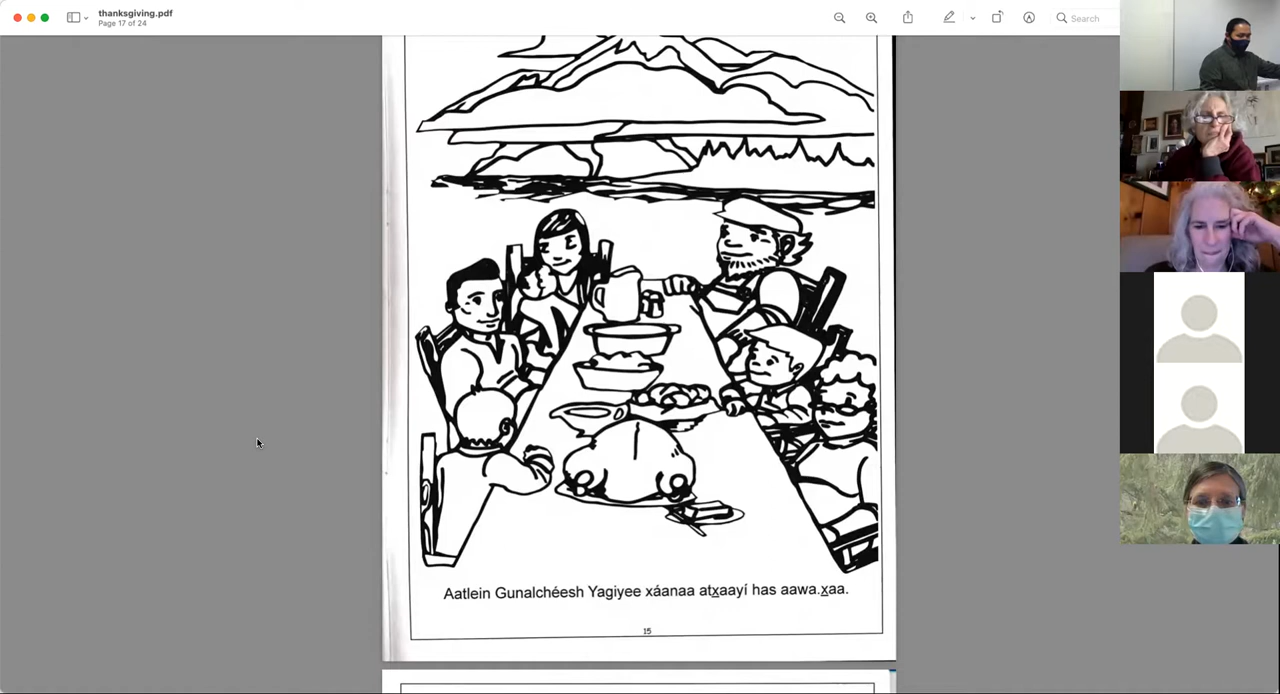 thanksgiving.pdf
Page 17 of 24
Search
Aatlein Gunalchéesh Yagiyee xáanaa atx̲aayí has aawa.x̲aa.
15